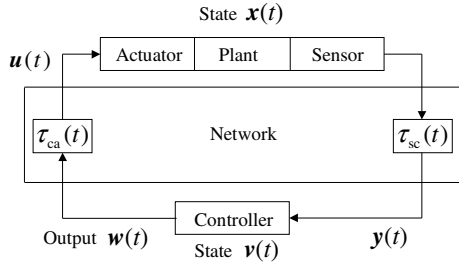 State x(t)
u(t)
Actuator Plant Sensor
τca(t) Network τsc(t)
Controller
Output w(t) y(t)
State v(t)